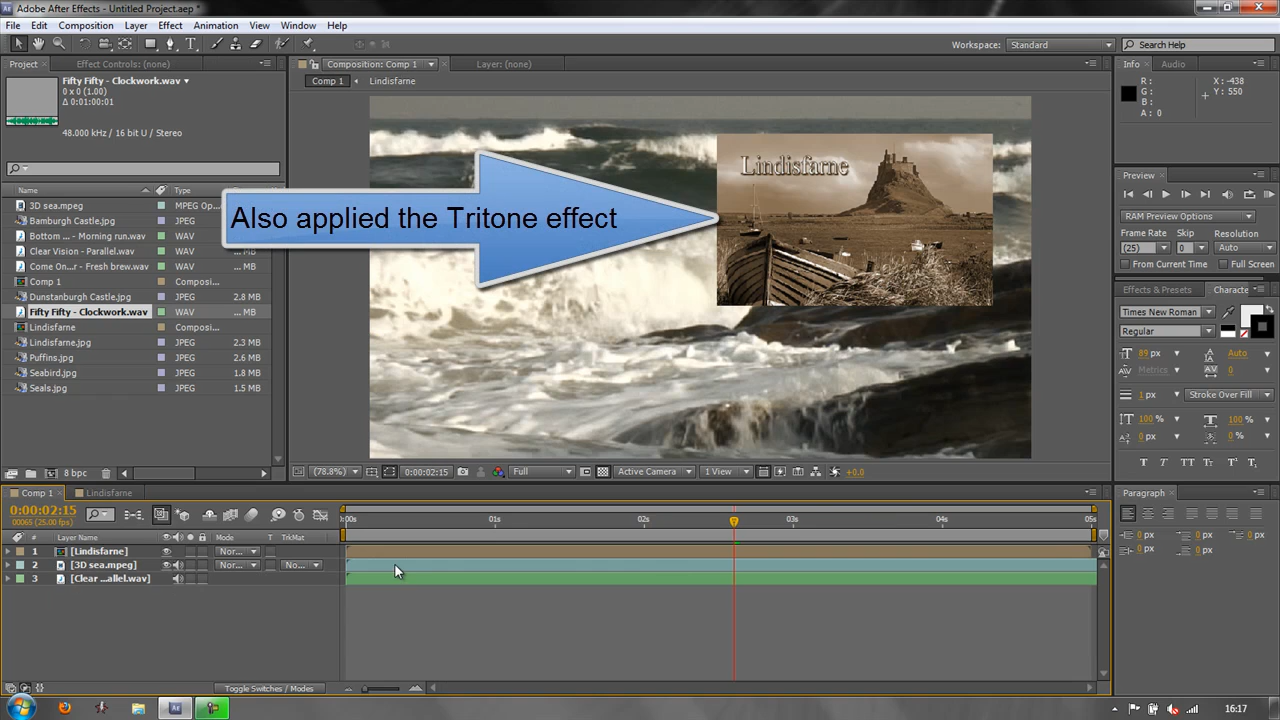 Adobe After Effects - Untitled Project.aep *
File Edit Composition Layer Effect Animation View Window Help
Workspace: Standard Search Help
Project Effect Controls: (none)
Fifty Fifty - Clockwork.wav
0 x 0 (1.00)
Δ 0:01:00:01
48.000 kHz / 16 bit U / Stereo
Name Type
3D sea.mpeg MPEG Op...
Bamburgh Castle.jpg JPEG
Bottom ... - Morning run.wav WAV
Clear Vision - Parallel.wav WAV ... MB
Come On...r - Fresh brew.wav WAV ... MB
Comp 1 Composi...
Dunstanburgh Castle.jpg JPEG 2.8 MB
Fifty Fifty - Clockwork.wav WAV ... MB
Lindisfarne Composi...
Lindisfarne.jpg JPEG 2.3 MB
Puffins.jpg JPEG 2.6 MB
Seabird.jpg JPEG 1.8 MB
Seals.jpg JPEG 1.5 MB
8 bpc
Composition: Comp 1 Layer: (none)
Comp 1 Lindisfarne
Lindisfarne
Also applied the Tritone effect
(78.8%) 0:00:02:15 Full Active Camera 1 View +0.0
Info Audio
R :
G :
B :
A : 0
X : -438
Y : 550
Preview
RAM Preview Options
Frame Rate Skip Resolution
(25) 0 Auto
From Current Time Full Screen
Effects & Presets Characte
Times New Roman
Regular
89 px Auto
Metrics 0
1 px Stroke Over Fill
100 % 100 %
0 px 0 %
T T TT Tr T¹ T₁
Paragraph
0 px 0 px 0 px
0 px 0 px
Comp 1 Lindisfarne
0:00:02:15
00065 (25.00 fps)
# Layer Name Mode T TrkMat
1 [Lindisfarne] Nor...
2 [3D sea.mpeg] Nor... No...
3 [Clear ...allel.wav]
:00s 01s 02s 03s 04s 05s
Toggle Switches / Modes
16:17